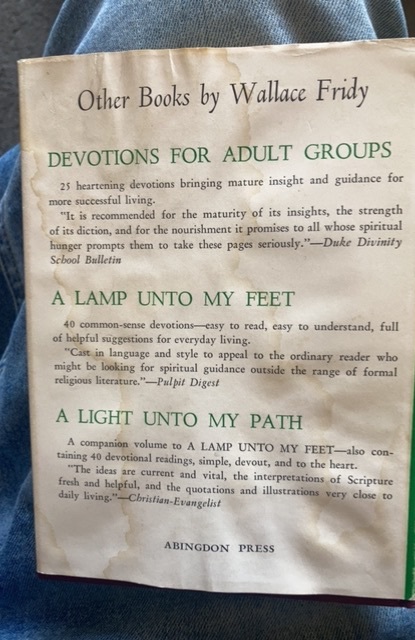 Other Books by Wallace Fridy
DEVOTIONS FOR ADULT GROUPS
25 heartening devotions bringing mature insight and guidance for
more successful living.
"It is recommended for the maturity of its insights, the strength
of its diction, and for the nourishment it promises to all whose spiritual
hunger prompts them to take these pages seriously."—Duke Divinity
School Bulletin
A LAMP UNTO MY FEET
40 common-sense devotions—easy to read, easy to understand, full
of helpful suggestions for everyday living.
"Cast in language and style to appeal to the ordinary reader who
might be looking for spiritual guidance outside the range of formal
religious literature."—Pulpit Digest
A LIGHT UNTO MY PATH
A companion volume to A LAMP UNTO MY FEET—also con-
taining 40 devotional readings, simple, devout, and to the heart.
"The ideas are current and vital, the interpretations of Scripture
fresh and helpful, and the quotations and illustrations very close to
daily living."—Christian-Evangelist
ABINGDON PRESS